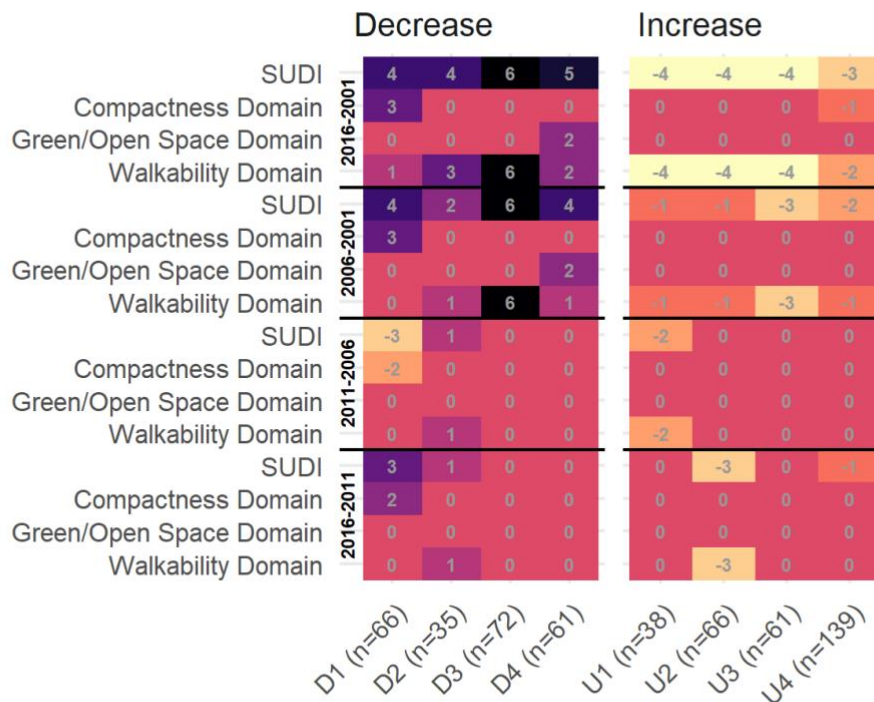 Decrease Increase
SUDI 4 4 6 5 -4 -4 -4 -3
Compactness Domain 3 0 0 0 0 0 0 -1
Green/Open Space Domain 0 0 0 2 0 0 0 0
Walkability Domain 1 3 6 2 -4 -4 -4 -2
2016-2001
SUDI 4 2 6 4 -1 -1 -3 -2
Compactness Domain 3 0 0 0 0 0 0 0
Green/Open Space Domain 0 0 0 2 0 0 0 0
Walkability Domain 0 1 6 1 -1 -1 -3 -1
2006-2001
SUDI -3 1 0 0 -2 0 0 0
Compactness Domain -2 0 0 0 0 0 0 0
Green/Open Space Domain 0 0 0 0 0 0 0 0
Walkability Domain 0 1 0 0 -2 0 0 0
2011-2006
SUDI 3 1 0 0 0 -3 0 -1
Compactness Domain 2 0 0 0 0 0 0 0
Green/Open Space Domain 0 0 0 0 0 0 0 0
Walkability Domain 0 1 0 0 0 -3 0 0
2016-2011
D1 (n=66) D2 (n=35) D3 (n=72) D4 (n=61) U1 (n=38) U2 (n=66) U3 (n=61) U4 (n=139)